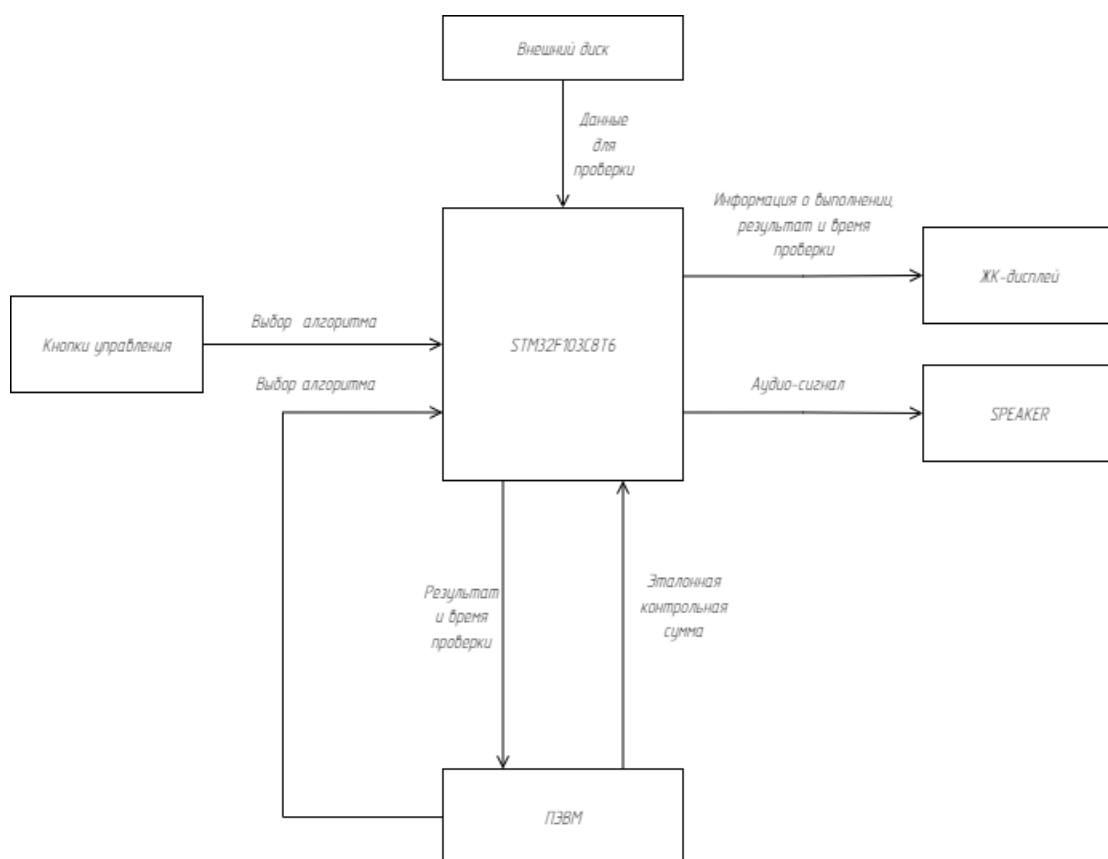 Внешний диск
Данные
для
проверки
Информация о выполнении,
результат и время
проверки
ЖК-дисплей
Выбор алгоритма
Кнопки управления
STM32F103C8T6
Выбор алгоритма
Аудио-сигнал
SPEAKER
Результат
и время
проверки
Эталонная
контрольная
сумма
ПЭВМ